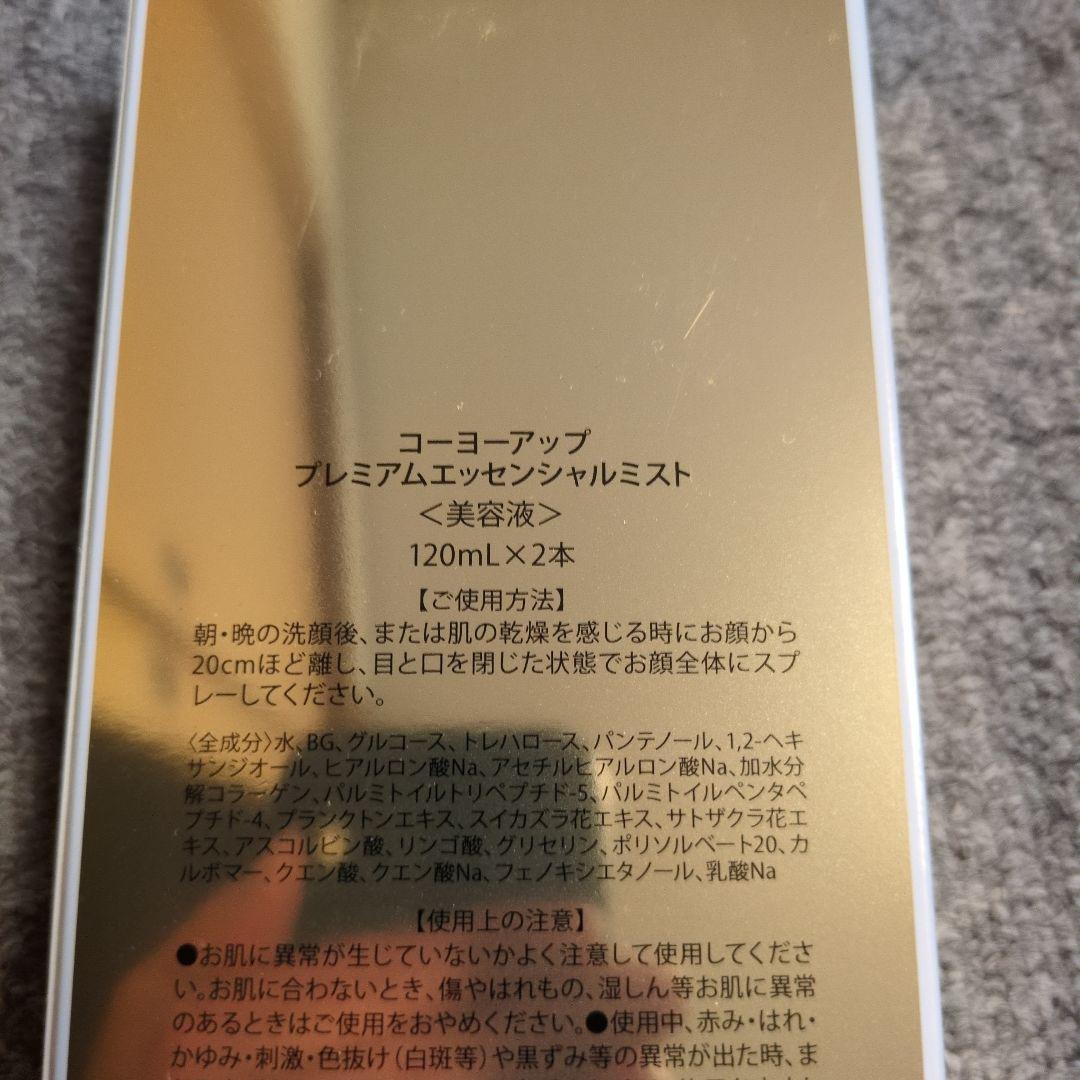 コーヨーアップ
プレミアムエッセンシャルミスト
＜美容液＞
120mL×2本
【ご使用方法】
朝・晩の洗顔後、または肌の乾燥を感じる時にお顔から
20cmほど離し、目と口を閉じた状態でお顔全体にスプ
レーしてください。
〈全成分〉水、BG、グルコース、トレハロース、パンテノール、1,2-ヘキ
サンジオール、ヒアルロン酸Na、アセチルヒアルロン酸Na、加水分
解コラーゲン、パルミトイルトリペプチド-5、パルミトイルペンタペ
プチド-4、プランクトンエキス、スイカズラ花エキス、サトザクラ花エ
キス、アスコルビン酸、リンゴ酸、グリセリン、ポリソルベート20、カ
ルボマー、クエン酸、クエン酸Na、フェノキシエタノール、乳酸Na
【使用上の注意】
●お肌に異常が生じていないかよく注意して使用してくださ
い。お肌に合わないとき、傷やはれもの、湿しん等お肌に異常
のあるときはご使用をおやめください。●使用中、赤み・はれ・
かゆみ・刺激・色抜け（白斑等）や黒ずみ等の異常が出た時、ま